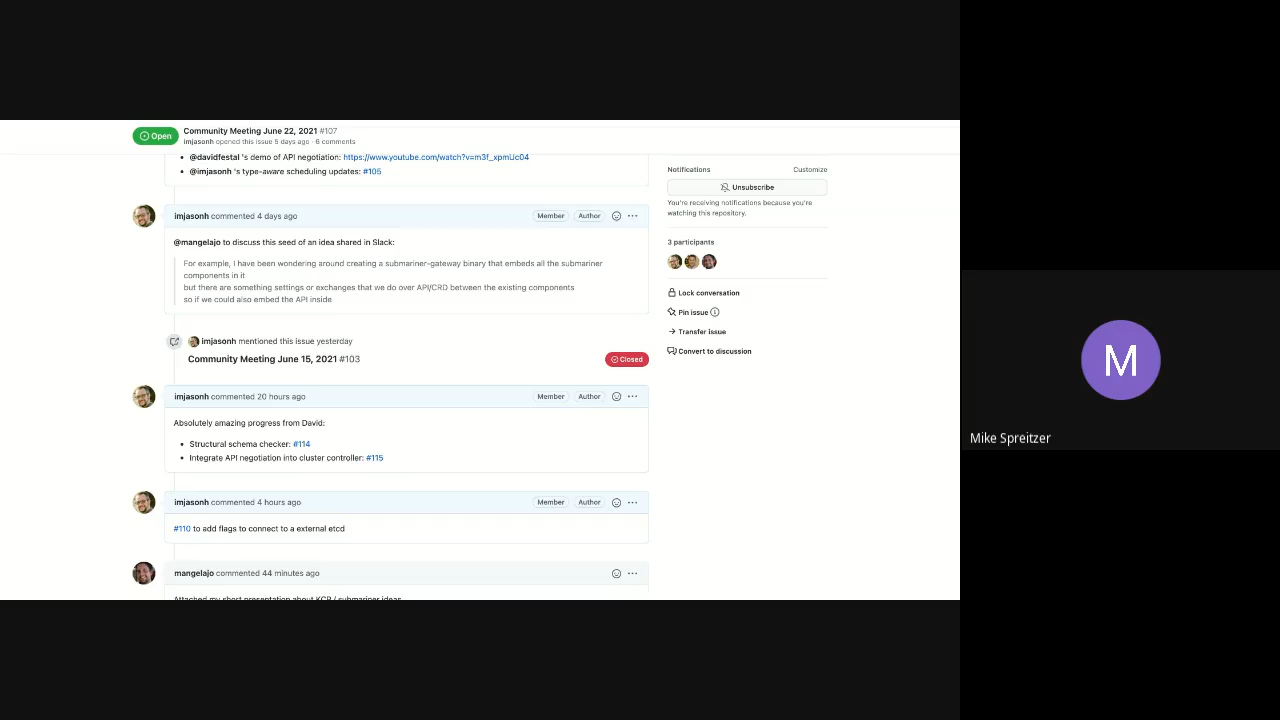 Open
Community Meeting June 22, 2021 #107
imjasonh opened this issue 5 days ago · 6 comments
• @davidfestal 's demo of API negotiation: https://www.youtube.com/watch?v=m3f_xpmUc04
• @imjasonh 's type-aware scheduling updates: #105
Notifications
Customize
Unsubscribe
You're receiving notifications because you're
watching this repository.
3 participants
Lock conversation
Pin issue
Transfer issue
Convert to discussion
imjasonh commented 4 days ago
Member
Author
@mangelajo to discuss this seed of an idea shared in Slack:
For example, I have been wondering around creating a submariner-gateway binary that embeds all the submariner
components in it
but there are something settings or exchanges that we do over API/CRD between the existing components
so if we could also embed the API inside
imjasonh mentioned this issue yesterday
Community Meeting June 15, 2021 #103
Closed
imjasonh commented 20 hours ago
Member
Author
Absolutely amazing progress from David:
• Structural schema checker: #114
• Integrate API negotiation into cluster controller: #115
imjasonh commented 4 hours ago
Member
Author
#110 to add flags to connect to a external etcd
mangelajo commented 44 minutes ago
Attached my short presentation about KCP / submariner ideas
M
Mike Spreitzer